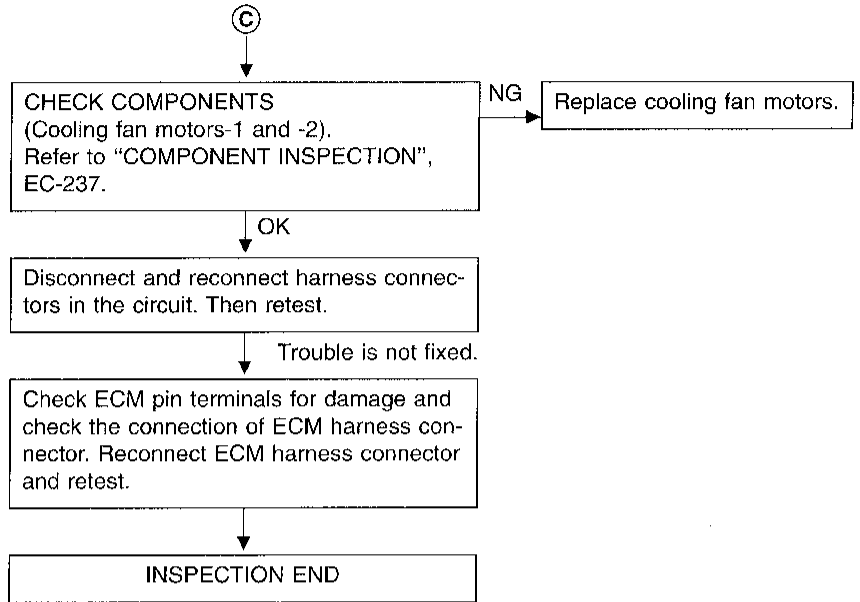 C
CHECK COMPONENTS
(Cooling fan motors-1 and -2).
Refer to “COMPONENT INSPECTION”,
EC-237.
NG
Replace cooling fan motors.
OK
Disconnect and reconnect harness connec-
tors in the circuit. Then retest.
Trouble is not fixed.
Check ECM pin terminals for damage and
check the connection of ECM harness con-
nector. Reconnect ECM harness connector
and retest.
INSPECTION END